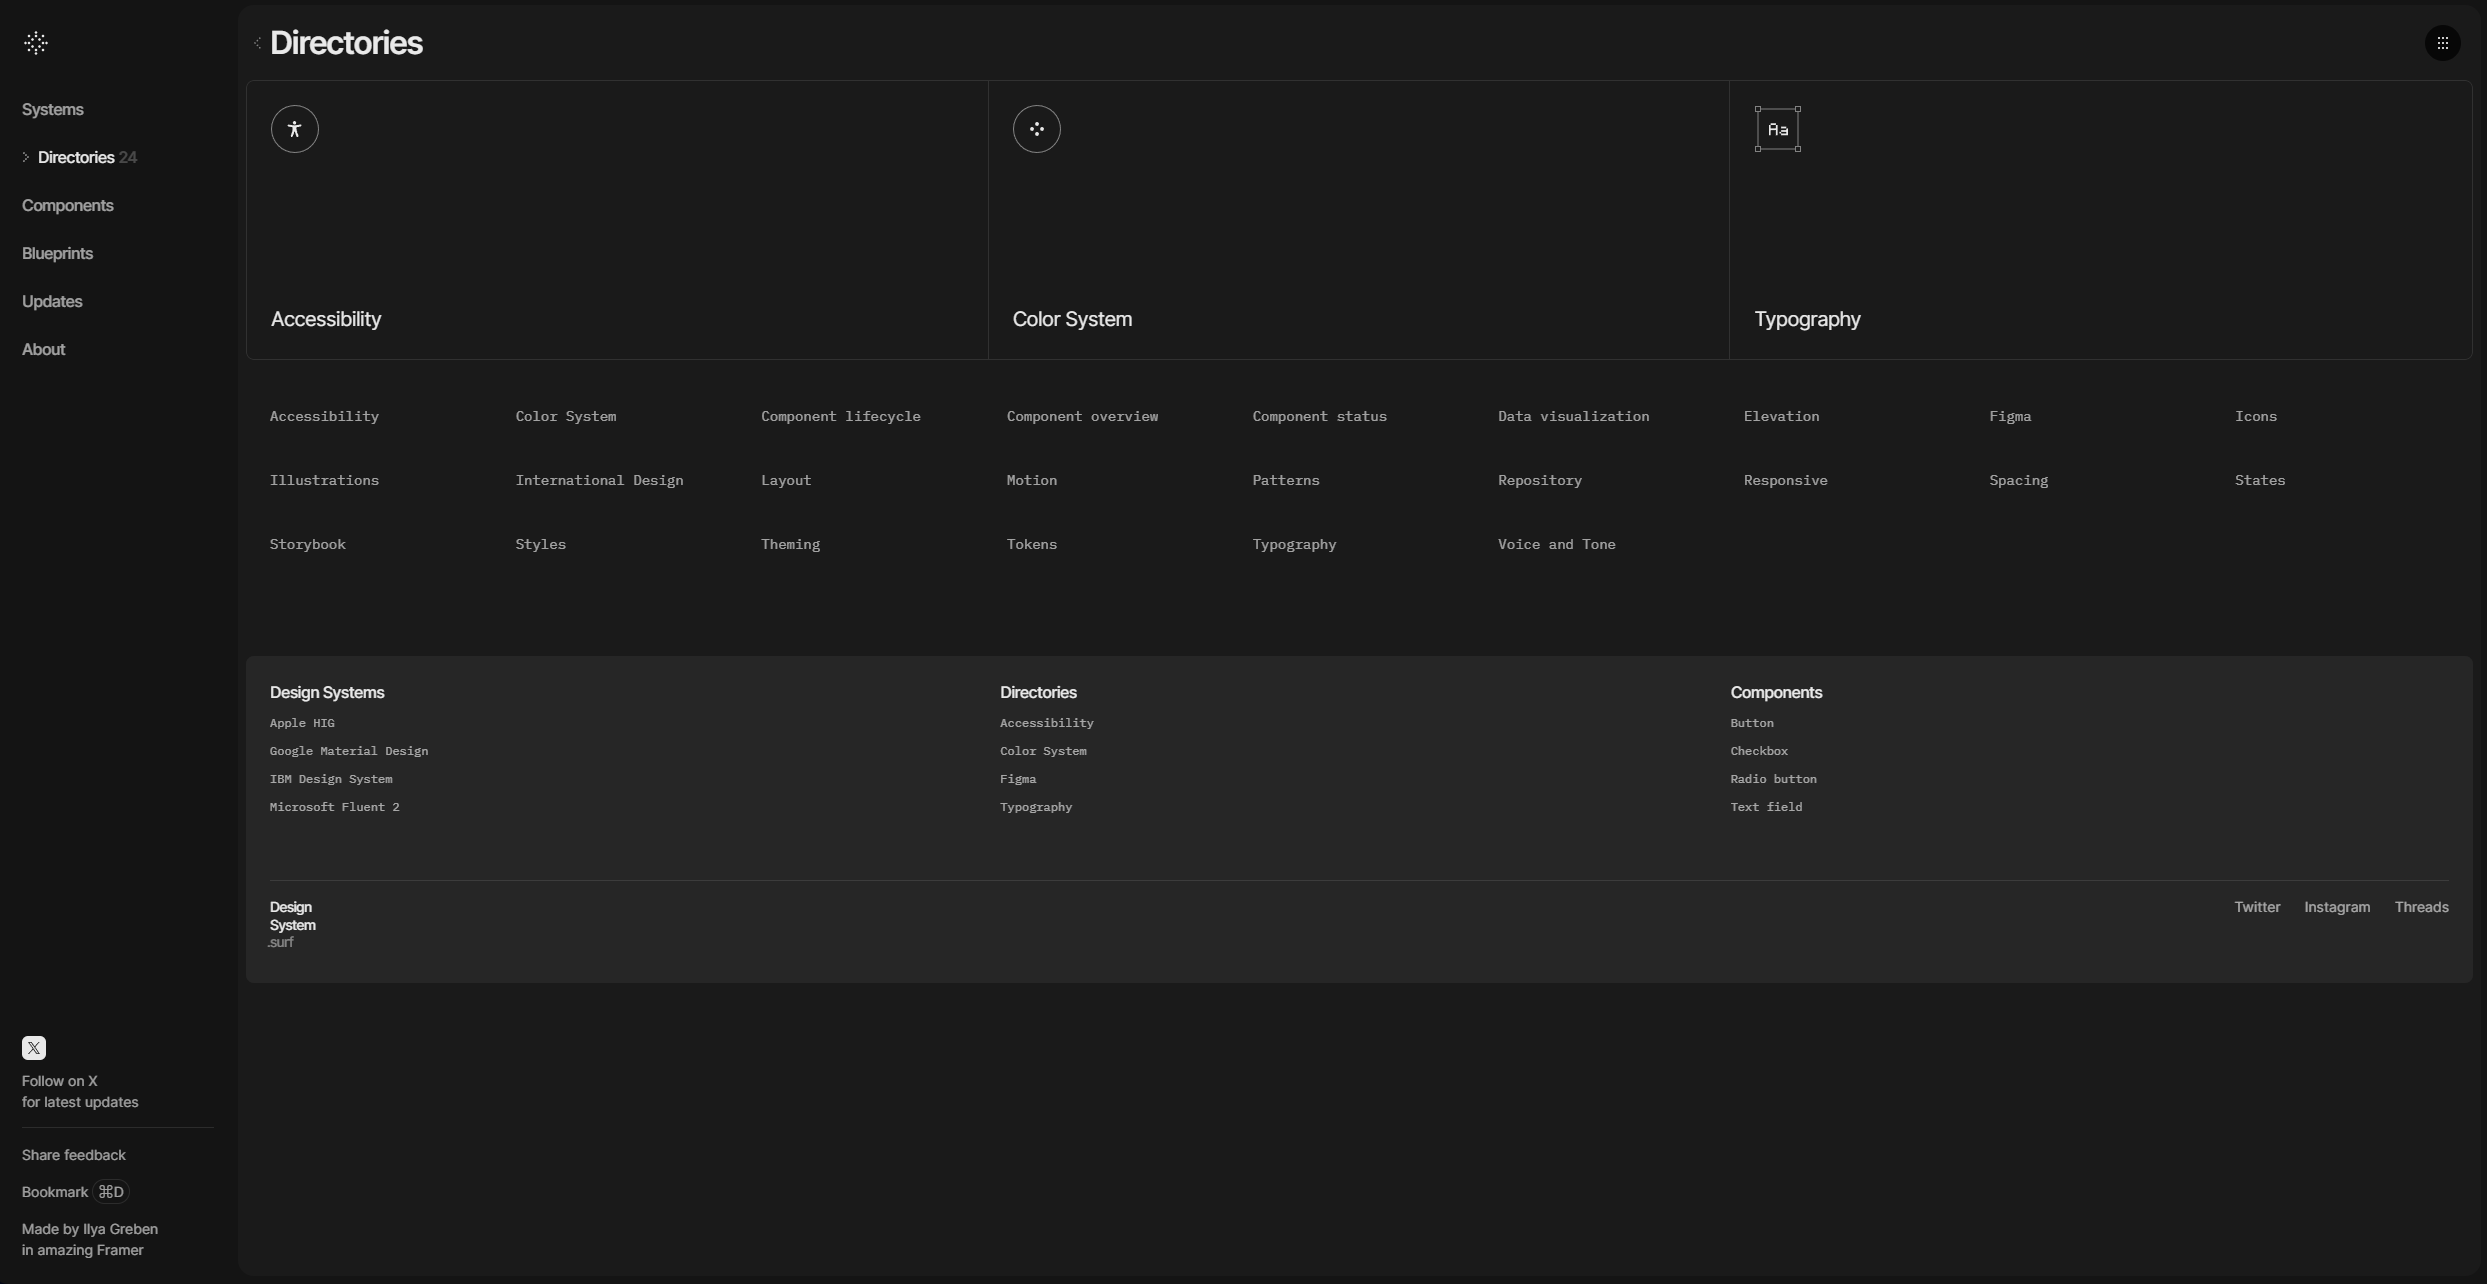 Directories
Systems
Directories 24
Components
Blueprints
Updates
About
Aa
Accessibility
Color System
Typography
Accessibility
Color System
Component lifecycle
Component overview
Component status
Data visualization
Elevation
Figma
Icons
Illustrations
International Design
Layout
Motion
Patterns
Repository
Responsive
Spacing
States
Storybook
Styles
Theming
Tokens
Typography
Voice and Tone
Design Systems
Apple HIG
Google Material Design
IBM Design System
Microsoft Fluent 2
Directories
Accessibility
Color System
Figma
Typography
Components
Button
Checkbox
Radio button
Text field
Design
System
.surf
Twitter
Instagram
Threads
X
Follow on X
for latest updates
Share feedback
Bookmark ⌘D
Made by Ilya Greben
in amazing Framer